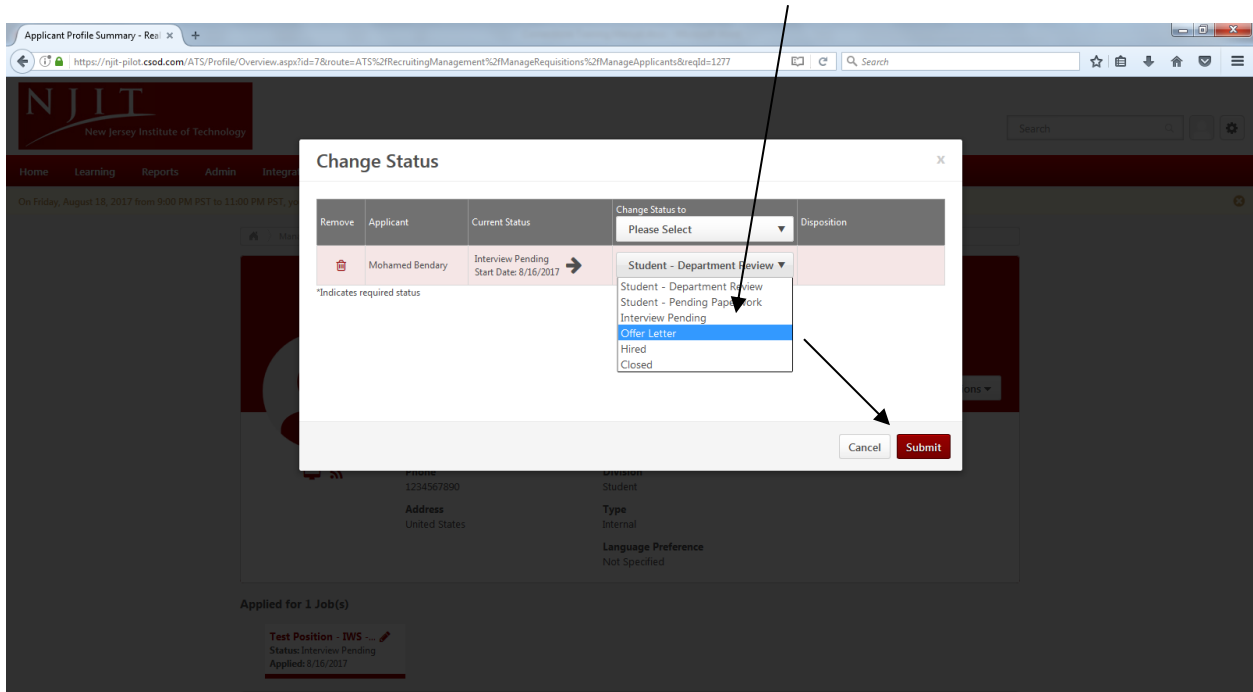 Applicant Profile Summary - Real
https://njit-pilot.csod.com/ATS/Profile/Overview.aspx?id=7&route=ATS%2fRecruitingManagement%2fManageRequisitions%2fManageApplicants&reqId=1277
Search
NJIT
New Jersey Institute of Technology
Search
Home Learning Reports Admin
On Friday, August 18, 2017 from 9:00 PM PST to 11:00 PM PST,
Change Status x
Remove Applicant Current Status Change Status to Disposition
Please Select
Mohamed Bendary Interview Pending Student - Department Review
Start Date: 8/16/2017
*Indicates required status
Student - Department Review
Student - Pending Paperwork
Interview Pending
Offer Letter
Hired
Closed
Cancel Submit
Phone Division
1234567890 Student
Address Type
United States Internal
Language Preference
Not Specified
Applied for 1 Job(s)
Test Position - IWS -...
Status: Interview Pending
Applied: 8/16/2017